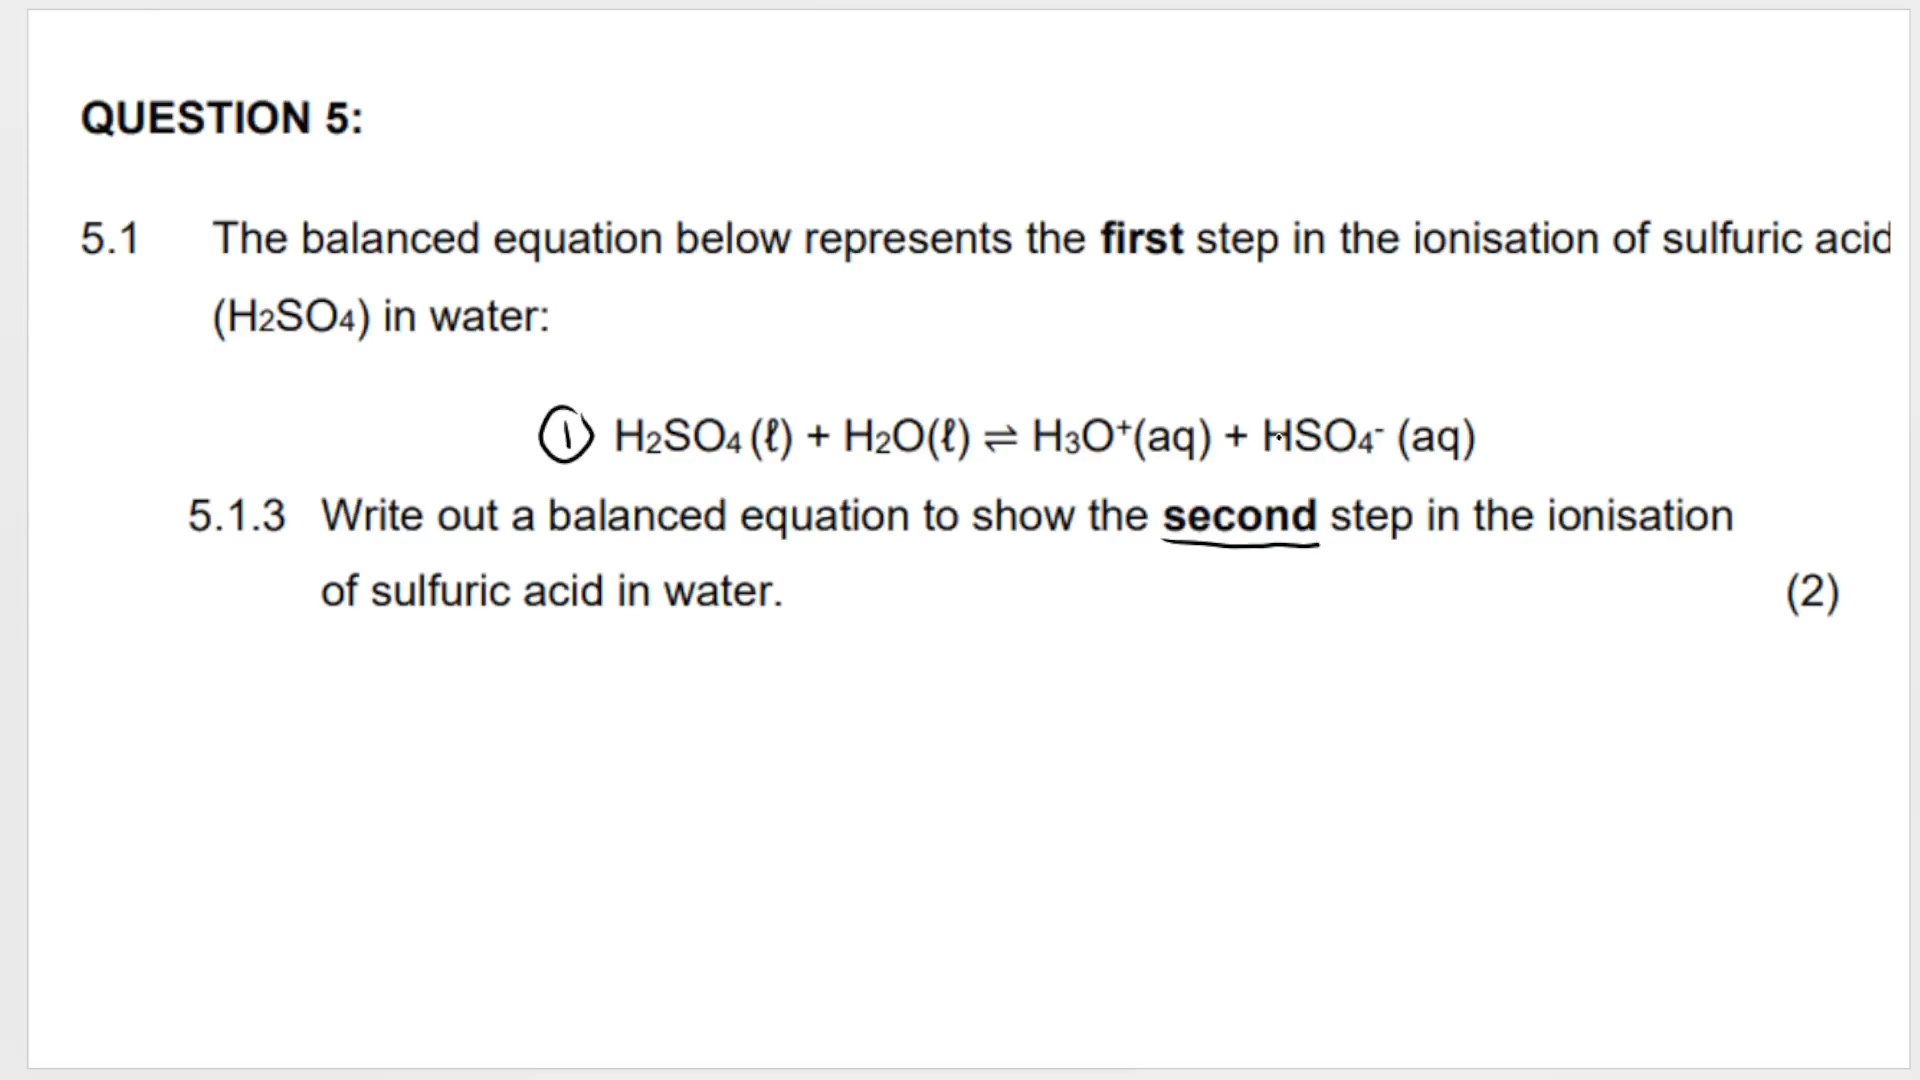 QUESTION 5:
5.1 The balanced equation below represents the first step in the ionisation of sulfuric acid
(H₂SO₄) in water:
① H₂SO₄ (ℓ) + H₂O(ℓ) ⇌ H₃O⁺(aq) + HSO₄⁻ (aq)
5.1.3 Write out a balanced equation to show the second step in the ionisation
of sulfuric acid in water. (2)